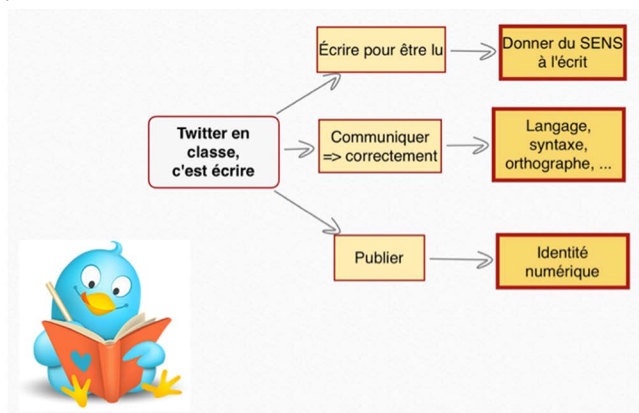 Twitter en
classe,
c'est écrire
Écrire pour être lu
Donner du SENS
à l'écrit
Communiquer
=> correctement
Langage,
syntaxe,
orthographe, ...
Publier
Identité
numérique